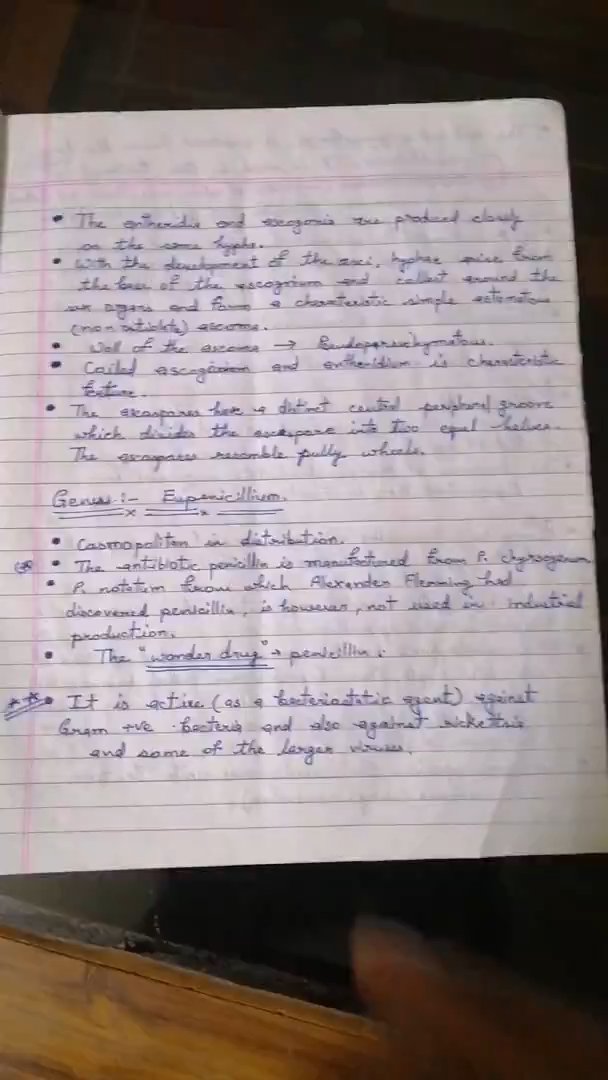 • The antheridia and ascogonia are produced closely
on the same hypha.
• With the development of the asci, hyphae arise from
the base of the ascogonium and collect around the
sex organs and form a characteristic simple astomatous
(non ostiolate) ascoma.
• Wall of the ascoma → Pseudoparenchymatous.
• Coiled ascogonium and antheridium is characteristic
feature.
• The ascospores have a distinct central peripheral groove
which divides the ascospore into two equal halves.
The ascospores resemble pully wheels.
Genus :- Eupenicillium.
• Cosmopolitan in distribution.
• The antibiotic penicillin is manufactured from P. chrysogenum
• P. notatum from which Alexander Flemming had
discovered penicillin, is however, not used in industrial
production.
• The "wonder drug" → penicillin.
• It is active (as a bacteriostatic agent) against
Gram +ve bacteria and also against rickettsia
and some of the larger viruses.